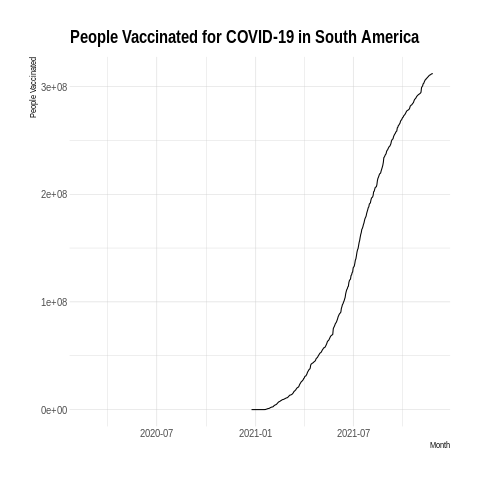 People Vaccinated for COVID-19 in South America
People Vaccinated
3e+08
2e+08
1e+08
0e+00
2020-07
2021-01
2021-07
Month